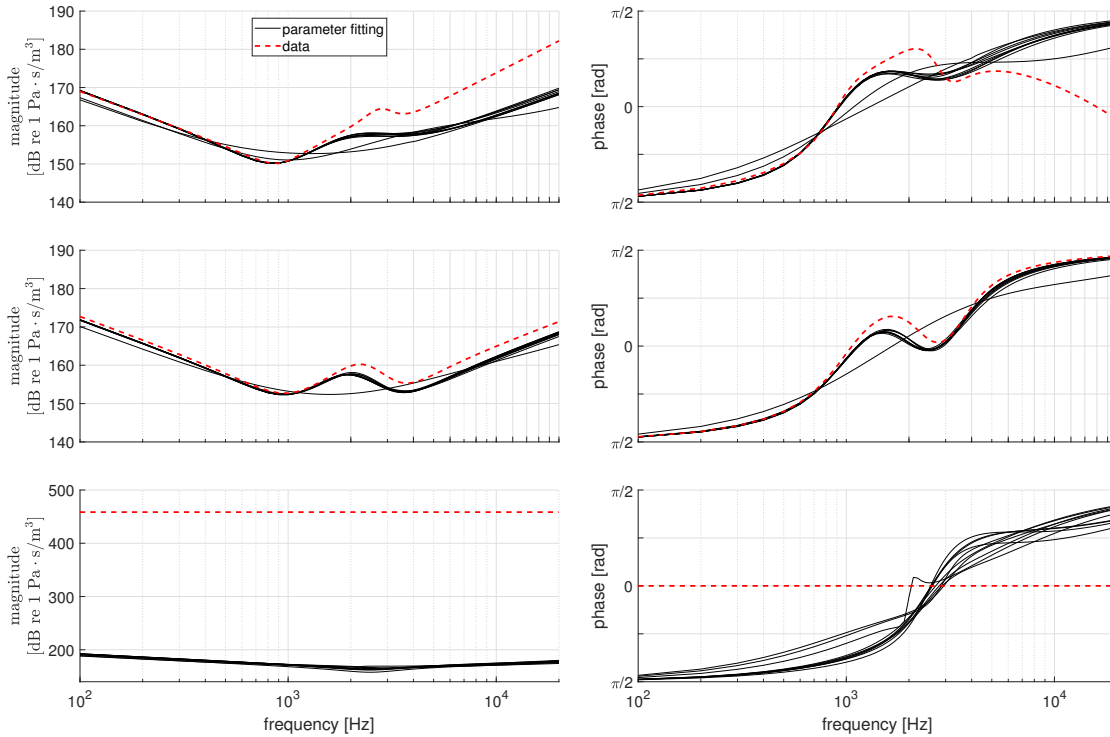 190
180
170
160
150
140
magnitude
[dB re 1 Pa · s/m³]
parameter fitting
data
π/2
0
π/2
phase [rad]
190
180
170
160
150
140
magnitude
[dB re 1 Pa · s/m³]
π/2
0
π/2
phase [rad]
500
400
300
200
magnitude
[dB re 1 Pa · s/m³]
10² 10³ 10⁴
frequency [Hz]
π/2
0
π/2
phase [rad]
10² 10³ 10⁴
frequency [Hz]